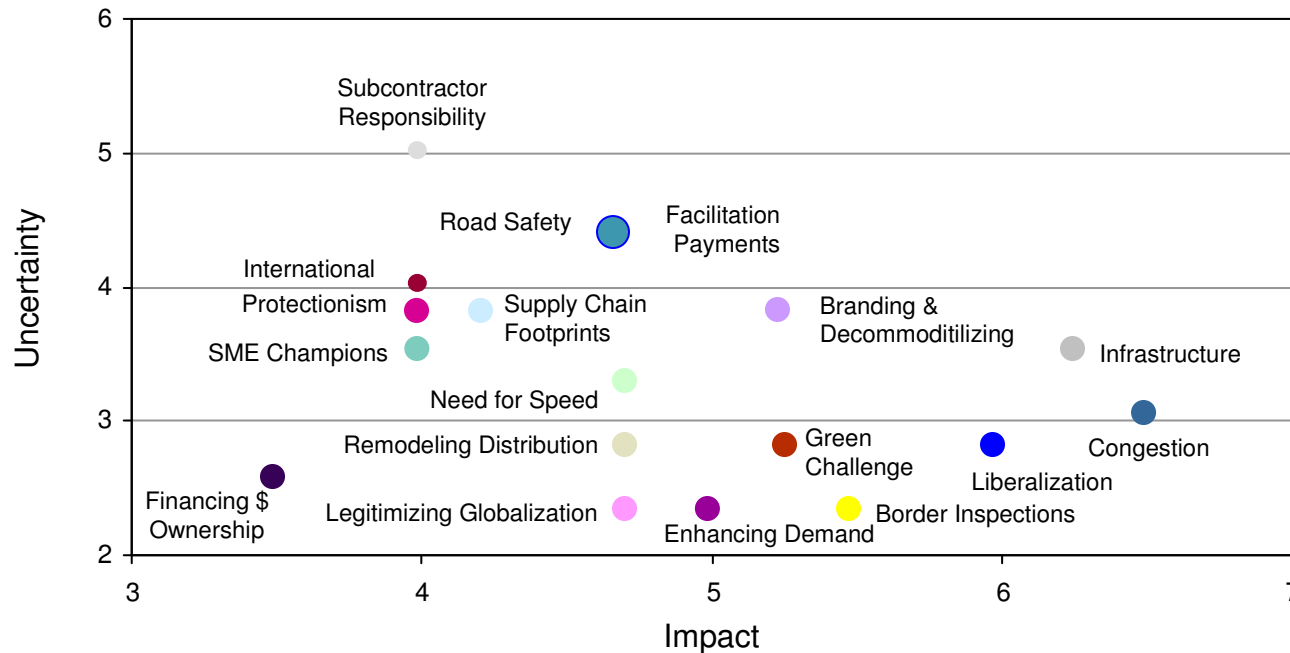 6
Subcontractor
Responsibility
5
Road Safety
Facilitation
Payments
International
4
Protectionism
Supply Chain
Footprints
Branding &
Decommoditilizing
SME Champions
Infrastructure
Need for Speed
3
Remodeling Distribution
Green
Challenge
Congestion
Liberalization
Financing $
Ownership
Legitimizing Globalization
Border Inspections
Enhancing Demand
2
3
4
5
6
7
Impact
Uncertainty